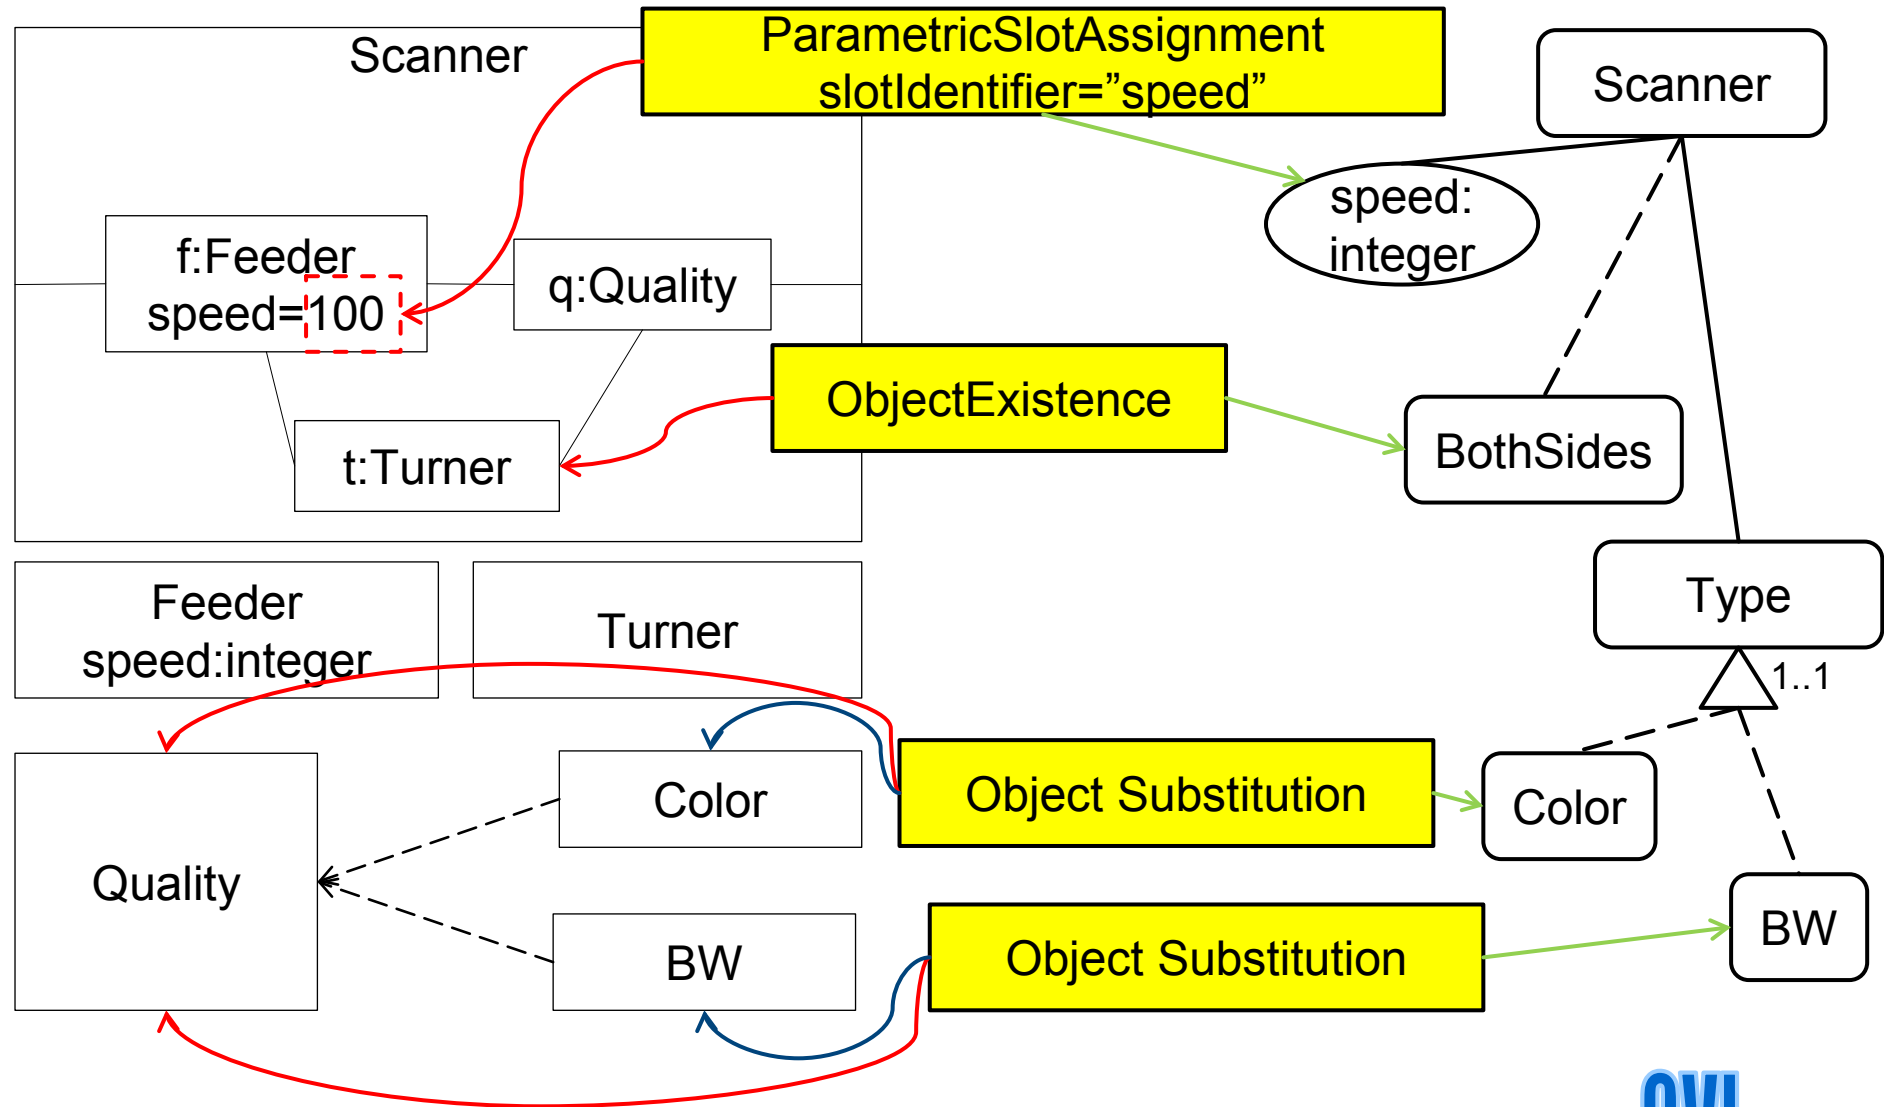 Scanner
ParametricSlotAssignment
slotIdentifier=”speed”
Scanner
speed:
integer
f:Feeder
speed=100
q:Quality
ObjectExistence
BothSides
t:Turner
Type
1..1
Feeder
speed:integer
Turner
Color
Object Substitution
Color
Quality
BW
Object Substitution
BW